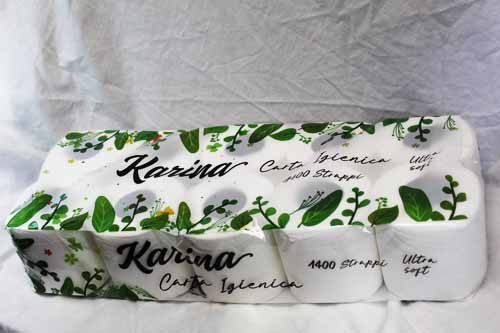 Karina Carta Igienica Ultra
1400 Strappi soft
Karina 1400 Strappi Ultra
Carta Igienica soft